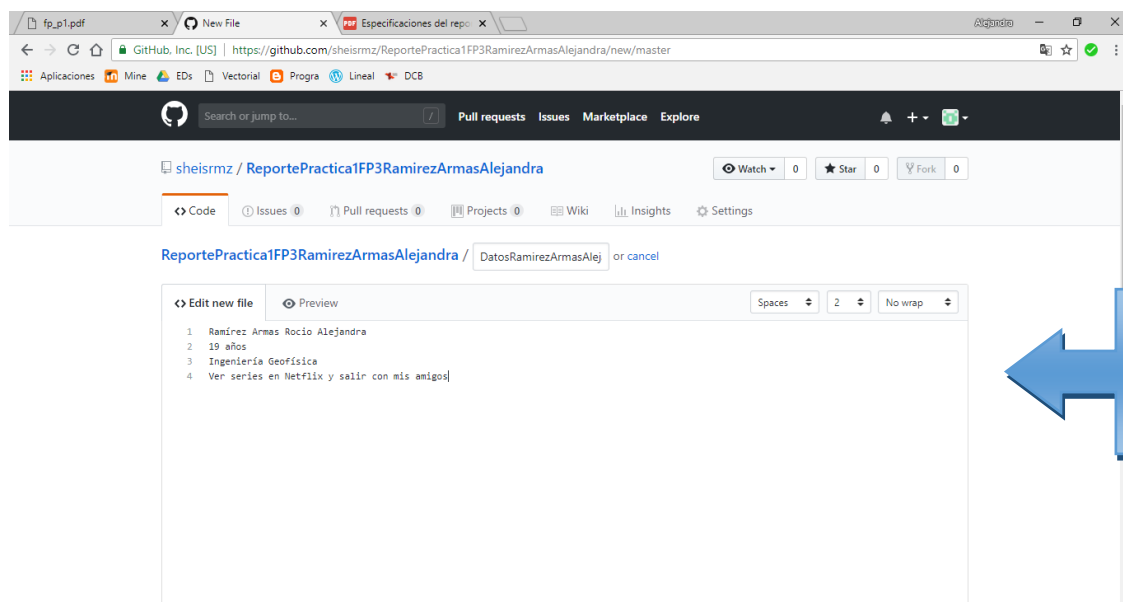 fp_p1.pdf New File PDF Especificaciones del repo Alejandra
GitHub, Inc. [US] | https://github.com/sheisrmz/ReportePractica1FP3RamirezArmasAlejandra/new/master
Aplicaciones Mine EDs Vectorial Progra Lineal DCB
Search or jump to... / Pull requests Issues Marketplace Explore
sheisrmz / ReportePractica1FP3RamirezArmasAlejandra Watch 0 Star 0 Fork 0
Code Issues 0 Pull requests 0 Projects 0 Wiki Insights Settings
ReportePractica1FP3RamirezArmasAlejandra / DatosRamirezArmasAlej or cancel
Edit new file Preview Spaces 2 No wrap
1 Ramírez Armas Rocio Alejandra
2 19 años
3 Ingeniería Geofísica
4 Ver series en Netflix y salir con mis amigos